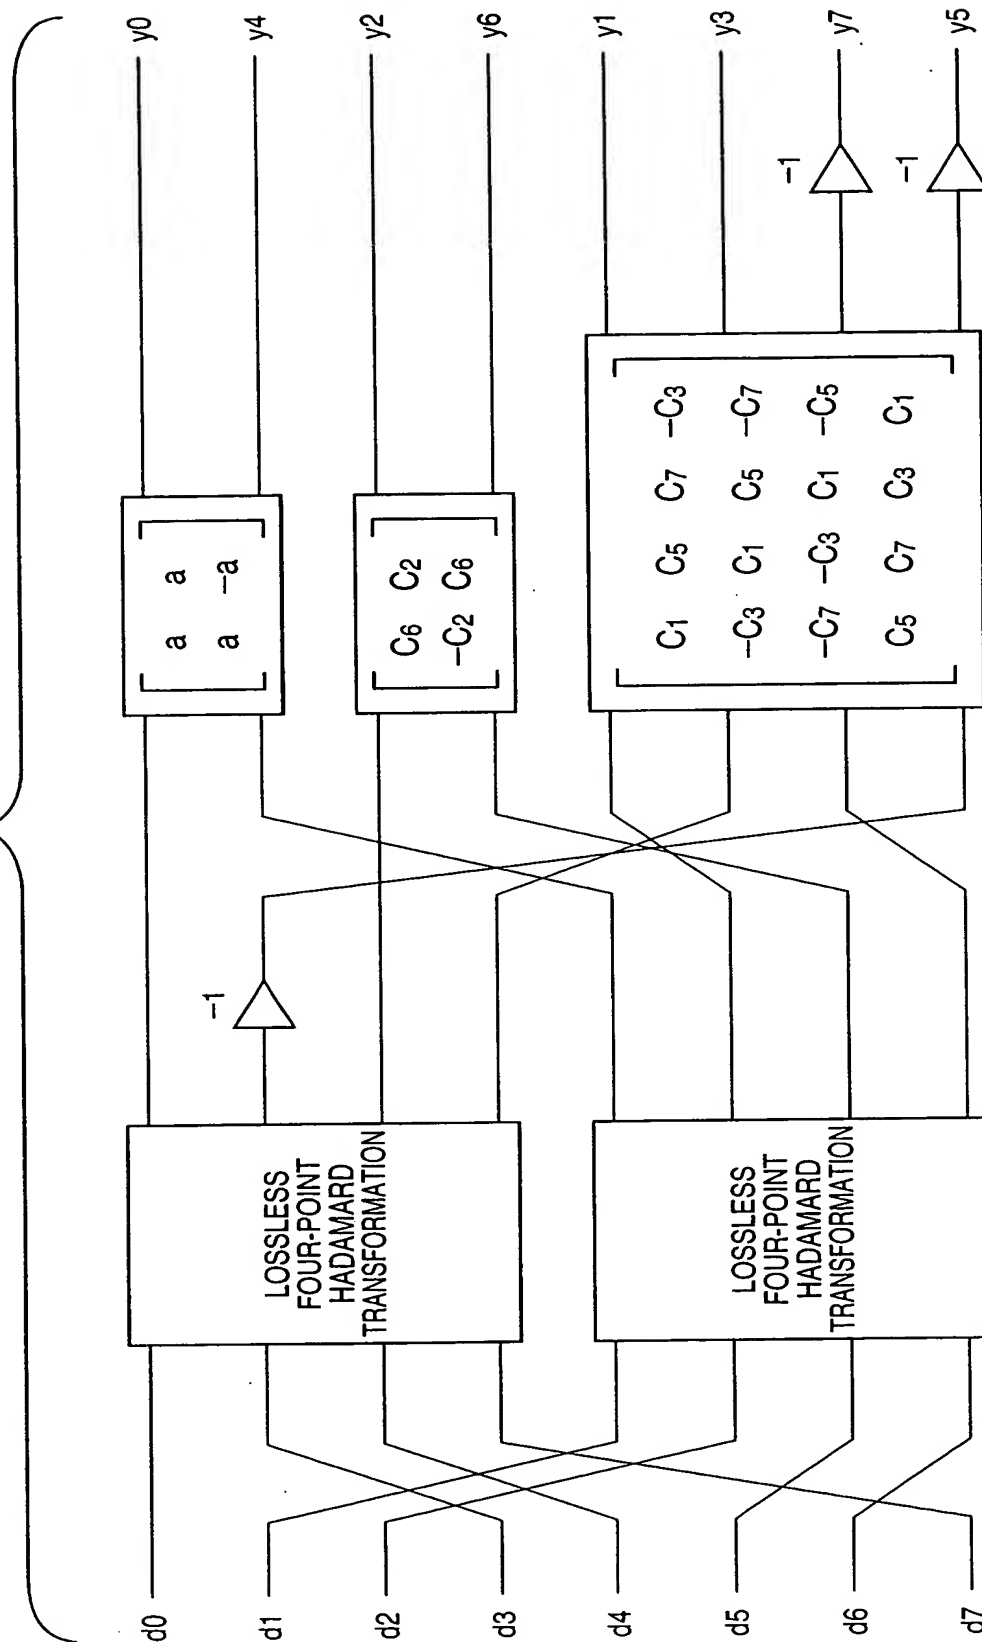 d0
d1
d2
d3
d4
d5
d6
d7
LOSSLESS
FOUR-POINT
HADAMARD
TRANSFORMATION
LOSSLESS
FOUR-POINT
HADAMARD
TRANSFORMATION
–1
a a
a –a
C6 C2
–C2 C6
C1 C5 C7 –C3
–C3 C1 C5 –C7
–C7 –C3 C1 –C5
C5 C7 C3 C1
–1
–1
y0
y4
y2
y6
y1
y3
y7
y5